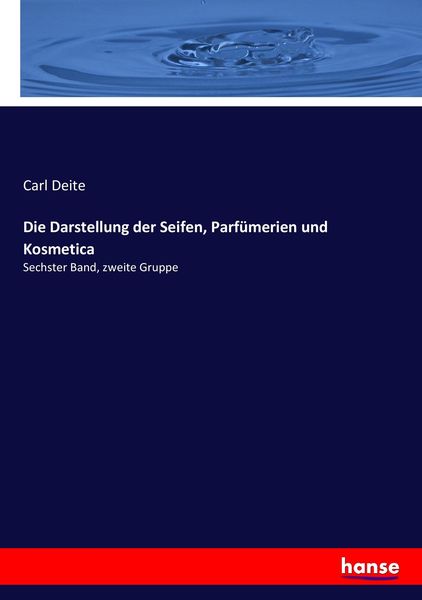 Carl Deite
Die Darstellung der Seifen, Parfümerien und
Kosmetica
Sechster Band, zweite Gruppe
hanse